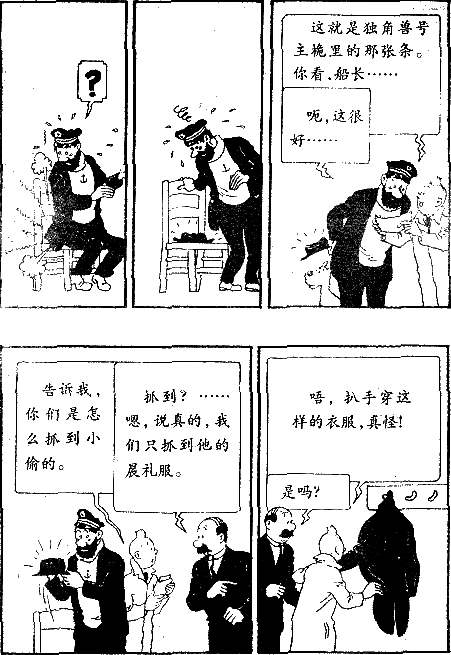 ?
这就是独角兽号
主桅里的那张条。
你看,船长……
呃,这很
好……
告诉我,
你们是怎
么抓到小
偷的。
抓到? ……
嗯,说真的,我
们只抓到他的
晨礼服。
唔, 扒手穿这
样的衣服,真怪!
是吗?